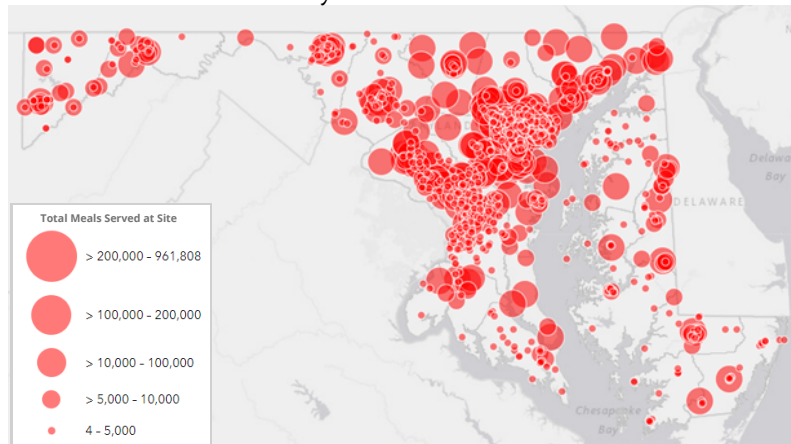 DELAWARE
Delaware
Bay
Total Meals Served at Site
> 200,000 - 961,808
> 100,000 - 200,000
> 10,000 - 100,000
> 5,000 - 10,000
4 - 5,000
Chesapeake
Bay